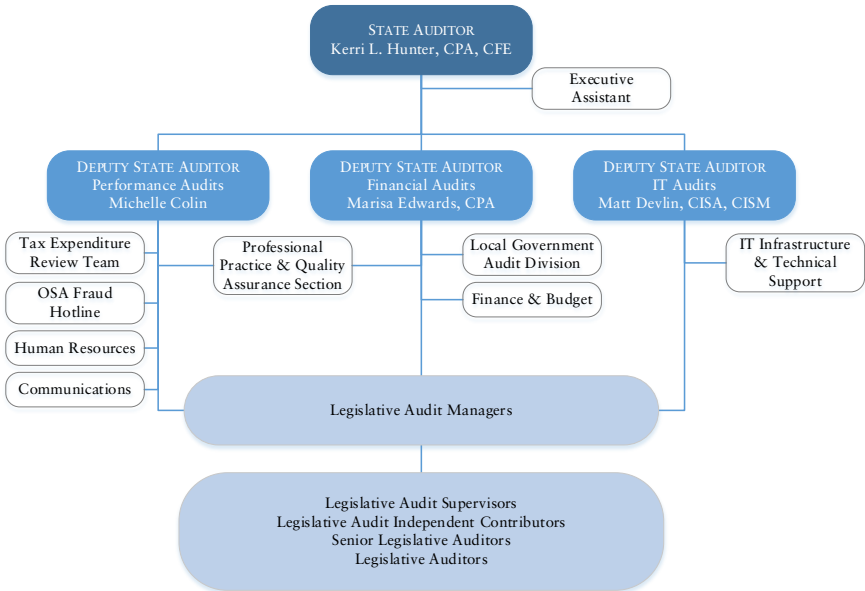 STATE AUDITOR
Kerri L. Hunter, CPA, CFE
Executive
Assistant
DEPUTY STATE AUDITOR
Performance Audits
Michelle Colin
DEPUTY STATE AUDITOR
Financial Audits
Marisa Edwards, CPA
DEPUTY STATE AUDITOR
IT Audits
Matt Devlin, CISA, CISM
Tax Expenditure
Review Team
OSA Fraud
Hotline
Human Resources
Communications
Professional
Practice & Quality
Assurance Section
Local Government
Audit Division
Finance & Budget
IT Infrastructure
& Technical
Support
Legislative Audit Managers
Legislative Audit Supervisors
Legislative Audit Independent Contributors
Senior Legislative Auditors
Legislative Auditors